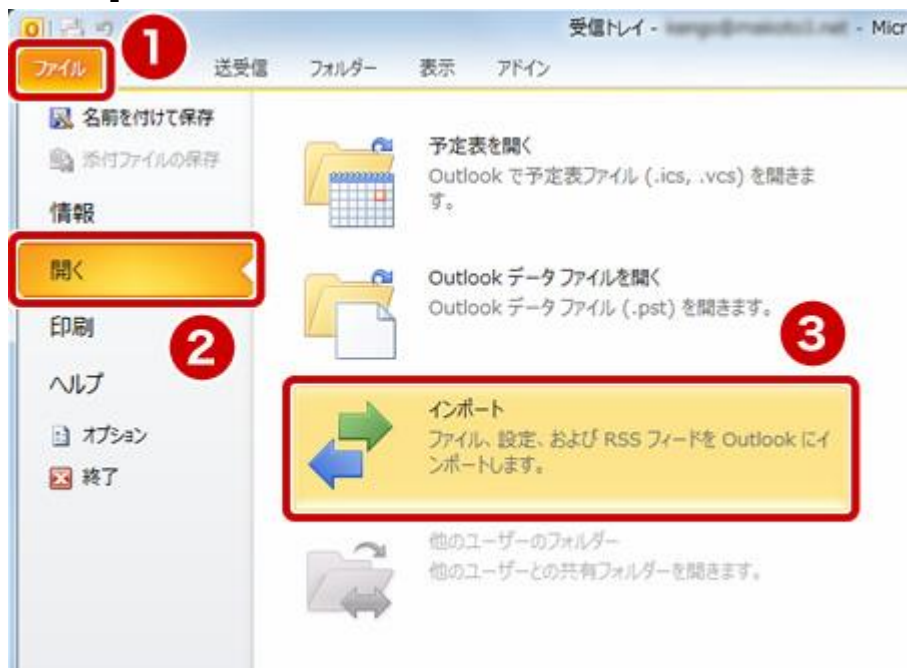 受信トレイ - - Micr
1
ファイル 送受信 フォルダー 表示 アドイン
名前を付けて保存
添付ファイルの保存
情報
開く
2
印刷
ヘルプ
オプション
終了
予定表を開く
Outlook で予定表ファイル (.ics, .vcs) を開きま
す。
Outlook データ ファイルを開く
Outlook データ ファイル (.pst) を開きます。
3
インポート
ファイル、設定、および RSS フィードを Outlook にイ
ンポートします。
他のユーザーのフォルダー
他のユーザーとの共有フォルダーを開きます。